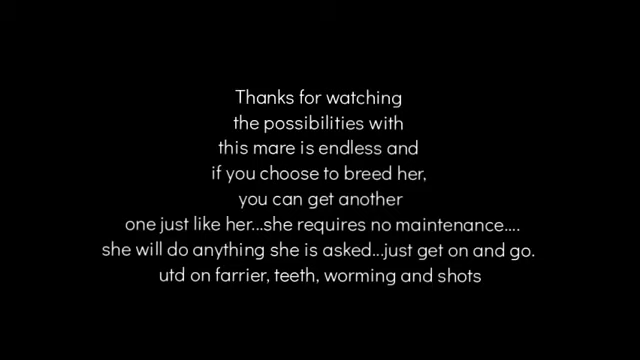 Thanks for watching
the possibilities with
this mare is endless and
if you choose to breed her,
you can get another
one just like her...she requires no maintenance....
she will do anything she is asked...just get on and go.
utd on farrier, teeth, worming and shots